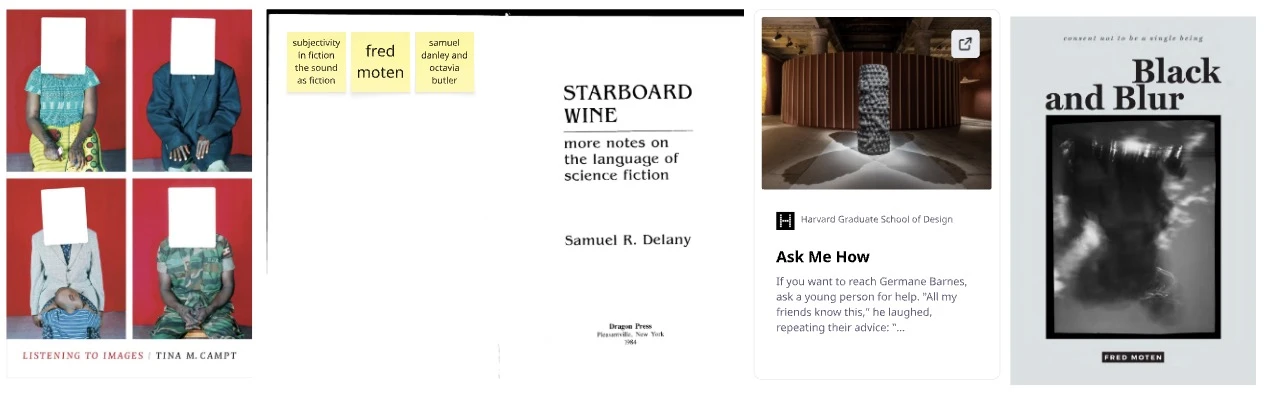 LISTENING TO IMAGES | TINA M. CAMPT
subjectivity
in fiction
the sound
as fiction
fred
moten
samuel
danley and
octavia
butler
STARBOARD
WINE
more notes on
the language of
science fiction
Samuel R. Delany
Dragon Press
Pleasantville, New York
1984
Harvard Graduate School of Design
Ask Me How
If you want to reach Germane Barnes,
ask a young person for help. "All my
friends know this," he laughed,
repeating their advice: "...
consent not to be a single being
Black
and Blur
FRED MOTEN